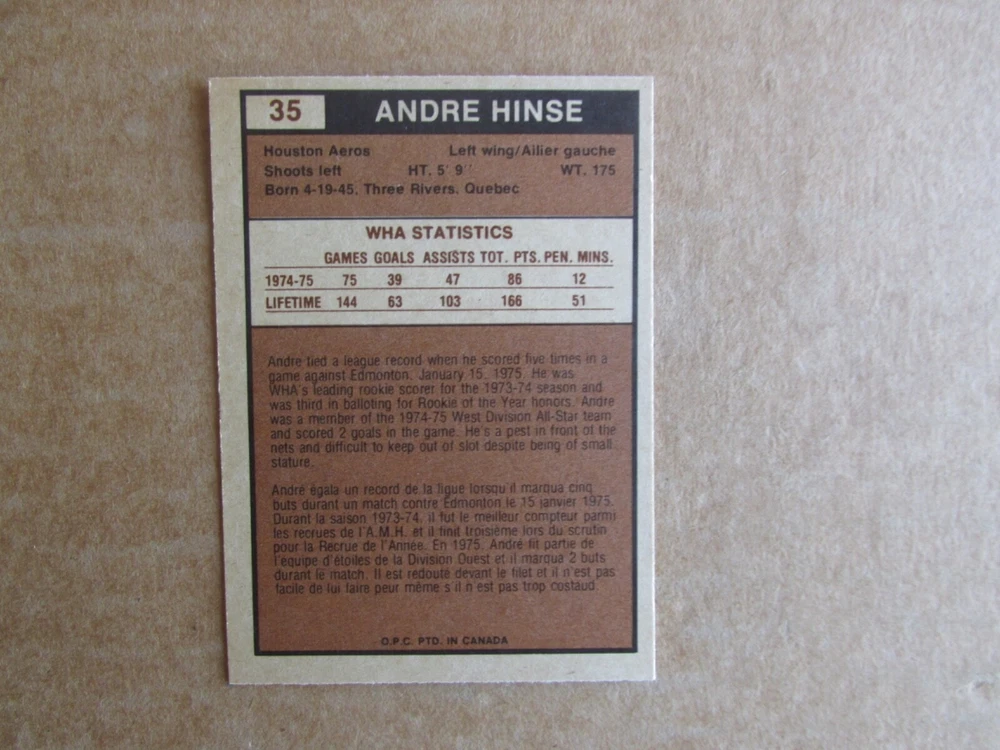 35 ANDRE HINSE
Houston Aeros Left wing/Ailier gauche
Shoots left HT. 5' 9'' WT. 175
Born 4-19-45, Three Rivers, Quebec
WHA STATISTICS
GAMES GOALS ASSISTS TOT. PTS. PEN. MINS.
1974-75 75 39 47 86 12
LIFETIME 144 63 103 166 51
Andre tied a league record when he scored five times in a
game against Edmonton, January 15, 1975. He was
WHA's leading rookie scorer for the 1973-74 season and
was third in balloting for Rookie of the Year honors. Andre
was a member of the 1974-75 West Division All-Star team
and scored 2 goals in the game. He's a pest in front of the
nets and difficult to keep out of slot despite being of small
stature.
André égala un record de la ligue lorsqu'il marqua cinq
buts durant un match contre Edmonton le 15 janvier 1975.
Durant la saison 1973-74, il fut le meilleur compteur parmi
les recrues de l'A.M.H. et il finit troisième lors du scrutin
pour la Recrue de l'Année. En 1975, André fit partie de
l'équipe d'étoiles de la Division Ouest et il marqua 2 buts
durant le match. Il est redouté devant le filet et il n'est pas
facile de lui faire peur même s'il n'est pas trop costaud.
O.P.C. PTD. IN CANADA